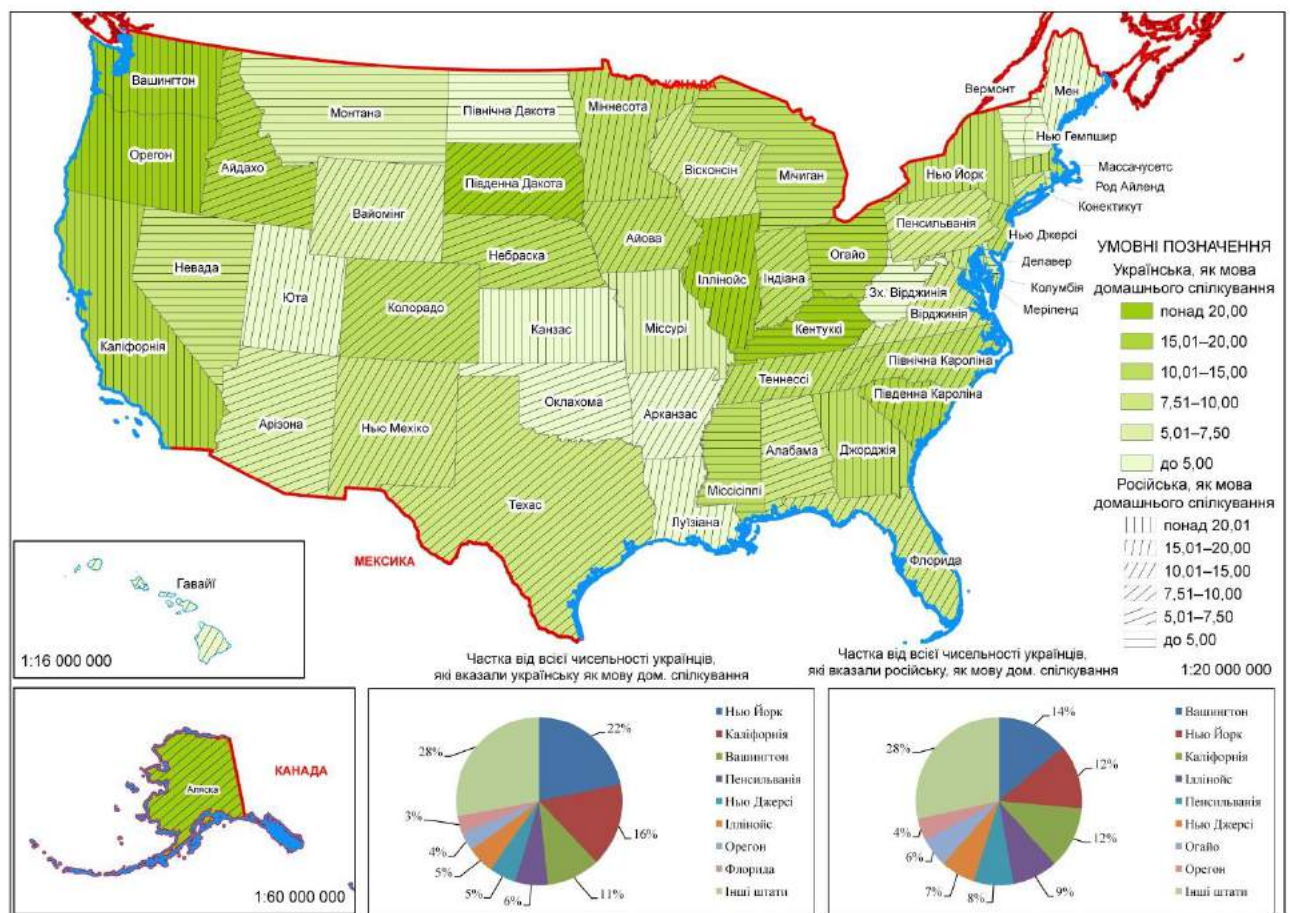 Вашингтон
Монтана
Північна Дакота
Міннесота
КАНАДА
Вермонт
Мен
Орегон
Айдахо
Південна Дакота
Вісконсін
Мічиган
Нью Йорк
Нью Гемпшир
Массачусетс
Род Айленд
Конектикут
Вайомінг
Небраска
Айова
Пенсильванія
Нью Джерсі
Невада
Юта
Колорадо
Іллінойс
Індіана
Огайо
Зх. Вірджинія
Делавер
Колумбія
Меріленд
Каліфорнія
Канзас
Міссурі
Кентуккі
Вірджинія
Північна Кароліна
Теннессі
Південна Кароліна
Арізона
Нью Мехіко
Оклахома
Арканзас
Алабама
Джорджія
Міссісіпі
Техас
Луїзіана
Флорида
МЕКСИКА
УМОВНІ ПОЗНАЧЕННЯ
Українська, як мова
домашнього спілкування
понад 20,00
15,01–20,00
10,01–15,00
7,51–10,00
5,01–7,50
до 5,00
Російська, як мова
домашнього спілкування
понад 20,01
15,01–20,00
10,01–15,00
7,51–10,00
5,01–7,50
до 5,00
1:20 000 000
Гавайї
1:16 000 000
Аляска
КАНАДА
1:60 000 000
Частка від всієї чисельності українців,
які вказали українську як мову дом. спілкування
22%
16%
11%
6%
5%
5%
4%
3%
28%
Нью Йорк
Каліфорнія
Вашингтон
Пенсильванія
Нью Джерсі
Іллінойс
Орегон
Флорида
Інші штати
Частка від всієї чисельності українців,
які вказали російську, як мову дом. спілкування
14%
12%
12%
9%
8%
7%
6%
4%
28%
Вашингтон
Нью Йорк
Каліфорнія
Іллінойс
Пенсильванія
Нью Джерсі
Огайо
Орегон
Інші штати